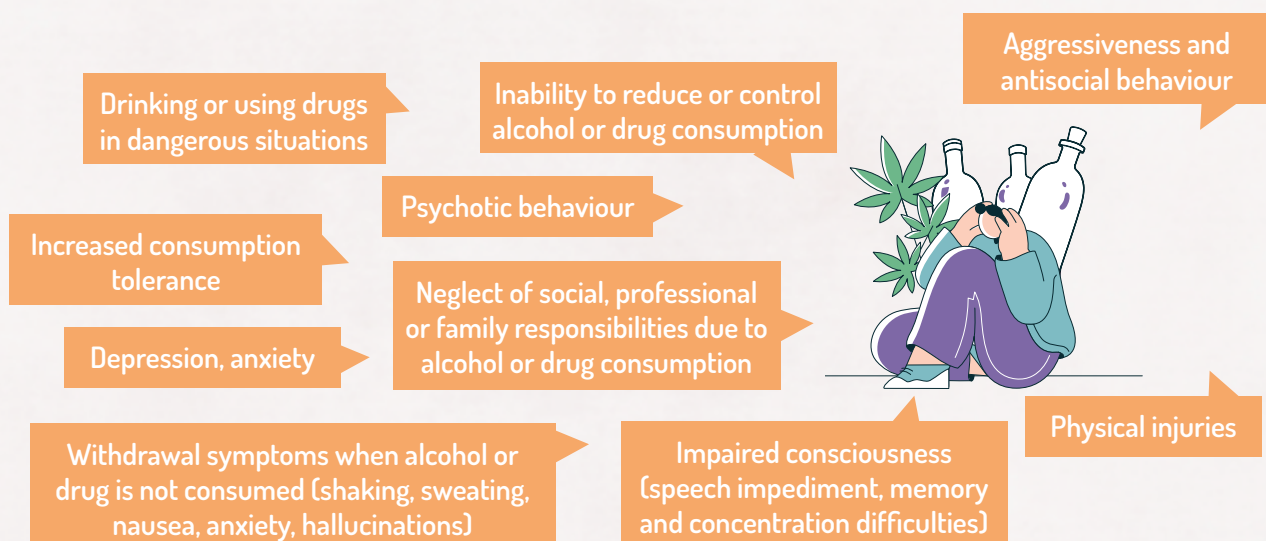 Aggressiveness and
antisocial behaviour
Drinking or using drugs
in dangerous situations
Inability to reduce or control
alcohol or drug consumption
Psychotic behaviour
Increased consumption
tolerance
Neglect of social, professional
or family responsibilities due to
alcohol or drug consumption
Depression, anxiety
Physical injuries
Withdrawal symptoms when alcohol or
drug is not consumed (shaking, sweating,
nausea, anxiety, hallucinations)
Impaired consciousness
(speech impediment, memory
and concentration difficulties)